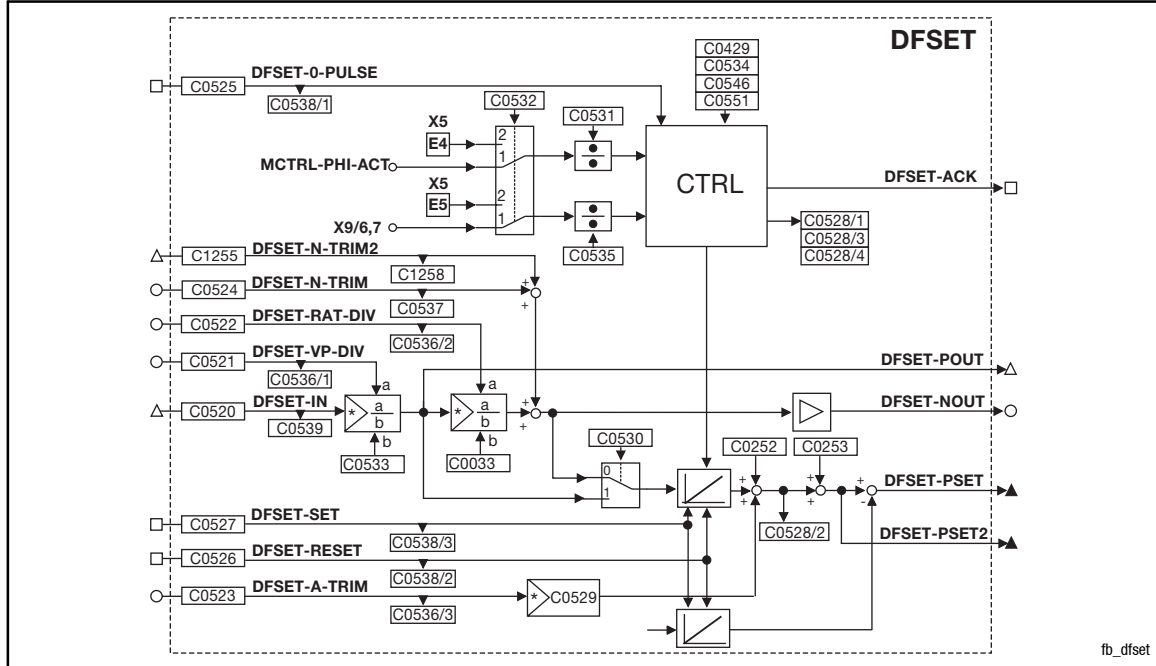 DFSET
C0429
C0534
C0546
C0551
C0525
DFSET-0-PULSE
C0538/1
C0532
C0531
X5
E4
2
1
MCTRL-PHI-ACT
CTRL
DFSET-ACK
X5
E5
2
1
X9/6,7
C0535
C0528/1
C0528/3
C0528/4
C1255
DFSET-N-TRIM2
C1258
C0524
DFSET-N-TRIM
+
+
C0537
C0522
DFSET-RAT-DIV
C0536/2
C0521
DFSET-VP-DIV
C0536/1
DFSET-POUT
a
a
C0520
DFSET-IN
C0539
* a
b
* a
b
+
+
DFSET-NOUT
b
b
C0533
C0033
C0530
C0252
C0253
0
1
+
+
+
+
+
-
DFSET-PSET
C0527
DFSET-SET
C0538/3
C0528/2
DFSET-PSET2
C0526
DFSET-RESET
C0538/2
C0523
DFSET-A-TRIM
C0536/3
* C0529
fb_dfset